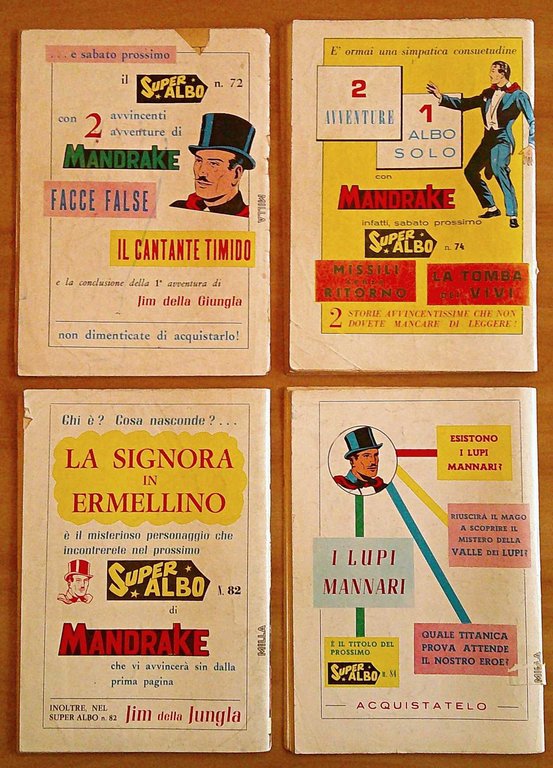 . . . e sabato prossimo
il SUPER ALBO n. 72
con 2 avvincenti
avventure di
MANDRAKE
FACCE FALSE
IL CANTANTE TIMIDO
e la conclusione della 1ª avventura di
Jim della Giungla
non dimenticate di acquistarlo!
MILLA
E' ormai una simpatica consuetudine
2
AVVENTURE
1
ALBO
SOLO
con
MANDRAKE
infatti, sabato prossimo
SUPER ALBO n. 74
MISSILI
RITORNO
LA TOMBA
DEI VIVI
2 STORIE AVVINCENTISSIME CHE NON
DOVETE MANCARE DI LEGGERE!
MILLA
Chi è? Cosa nasconde?...
LA SIGNORA
IN
ERMELLINO
è il misterioso personaggio che
incontrerete nel prossimo
SUPER ALBO N. 82
di
MANDRAKE
che vi avvincerà sin dalla
prima pagina
INOLTRE, NEL
SUPER ALBO n. 82
Jim della Jungla
MILLA
ESISTONO
I LUPI
MANNARI?
RIUSCIRÀ IL MAGO
A SCOPRIRE IL
MISTERO DELLA
VALLE DEI LUPI?
I LUPI
MANNARI
È IL TITOLO DEL
PROSSIMO
SUPER ALBO n. 84
QUALE TITANICA
PROVA ATTENDE
IL NOSTRO EROE?
ACQUISTATELO
MILLA